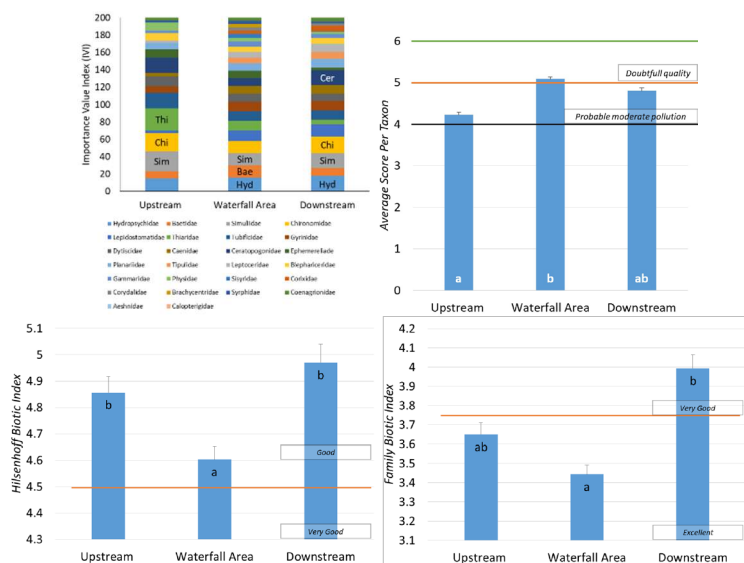 Importance Value Index (IVI)
200
180
160
140
120
100
80
60
40
20
0
Thi
Chi
Sim
Sim
Bae
Hyd
Cer
Chi
Sim
Hyd
Upstream Waterfall Area Downstream
Hydropsychidae Baetidae Simuliidae Chironomidae
Lepidostomatidae Thiaridae Tubificidae Gyrinidae
Dytiscidae Caenidae Ceratopogonidae Ephemerellade
Planariidae Tipulidae Leptoceridae Blephariceridae
Gammaridae Physidae Sisyridae Corixidae
Corydalidae Brachycentridae Syrphidae Coenagrionidae
Aeshnidae Calopterigidae
Average Score Per Taxon
6
5
4
3
2
1
0
Doubtfull quality
Probable moderate pollution
a b ab
Upstream Waterfall Area Downstream
Hilsenhoff Biotic Index
5.1
5
4.9
4.8
4.7
4.6
4.5
4.4
4.3
b
a
b
Good
Very Good
Upstream Waterfall Area Downstream
Family Biotic Index
4.2
4.1
4
3.9
3.8
3.7
3.6
3.5
3.4
3.3
3.2
3.1
ab
a
b
Very Good
Excellent
Upstream Waterfall Area Downstream